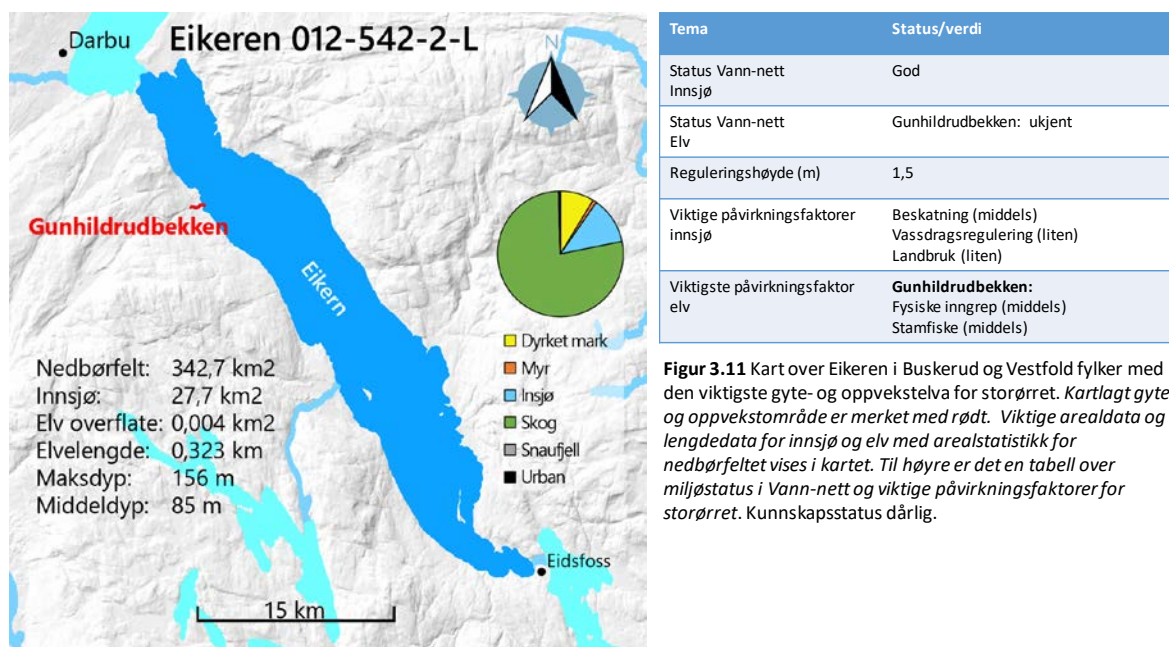 Darbu
Eikeren 012-542-2-L
N
Gunhildrudbekken
Eikern
Dyrket mark
Myr
Insjø
Skog
Snaufjell
Urban
Nedbørfelt: 342,7 km2
Innsjø: 27,7 km2
Elv overflate: 0,004 km2
Elvelengde: 0,323 km
Maksdyp: 156 m
Middeldyp: 85 m
Eidsfoss
15 km
Tema Status/verdi
Status Vann-nett God
Innsjø
Status Vann-nett Gunhildrudbekken: ukjent
Elv
Reguleringshøyde (m) 1,5
Viktige påvirkningsfaktorer Beskatning (middels)
innsjø Vassdragsregulering (liten)
Landbruk (liten)
Viktigste påvirkningsfaktor Gunhildrudbekken:
elv Fysiske inngrep (middels)
Stamfiske (middels)
Figur 3.11 Kart over Eikeren i Buskerud og Vestfold fylker med
den viktigste gyte- og oppvekstelva for storørret. Kartlagt gyte
og oppvekstområde er merket med rødt. Viktige arealdata og
lengdedata for innsjø og elv med arealstatistikk for
nedbørfeltet vises i kartet. Til høyre er det en tabell over
miljøstatus i Vann-nett og viktige påvirkningsfaktorer for
storørret. Kunnskapsstatus dårlig.